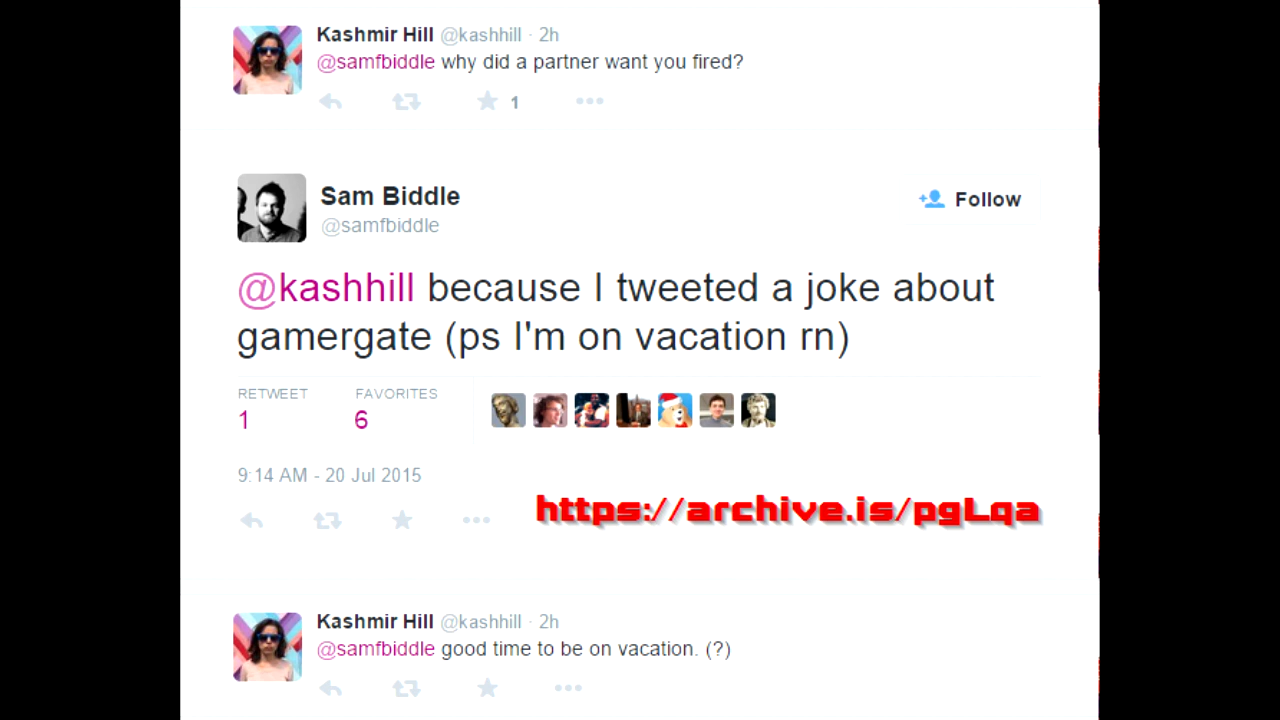 Kashmir Hill @kashhill · 2h
@samfbiddle why did a partner want you fired?
1
Sam Biddle
@samfbiddle
Follow
@kashhill because I tweeted a joke about
gamergate (ps I'm on vacation rn)
RETWEET FAVORITES
1 6
9:14 AM - 20 Jul 2015
https://archive.is/pgLqa
Kashmir Hill @kashhill · 2h
@samfbiddle good time to be on vacation. (?)